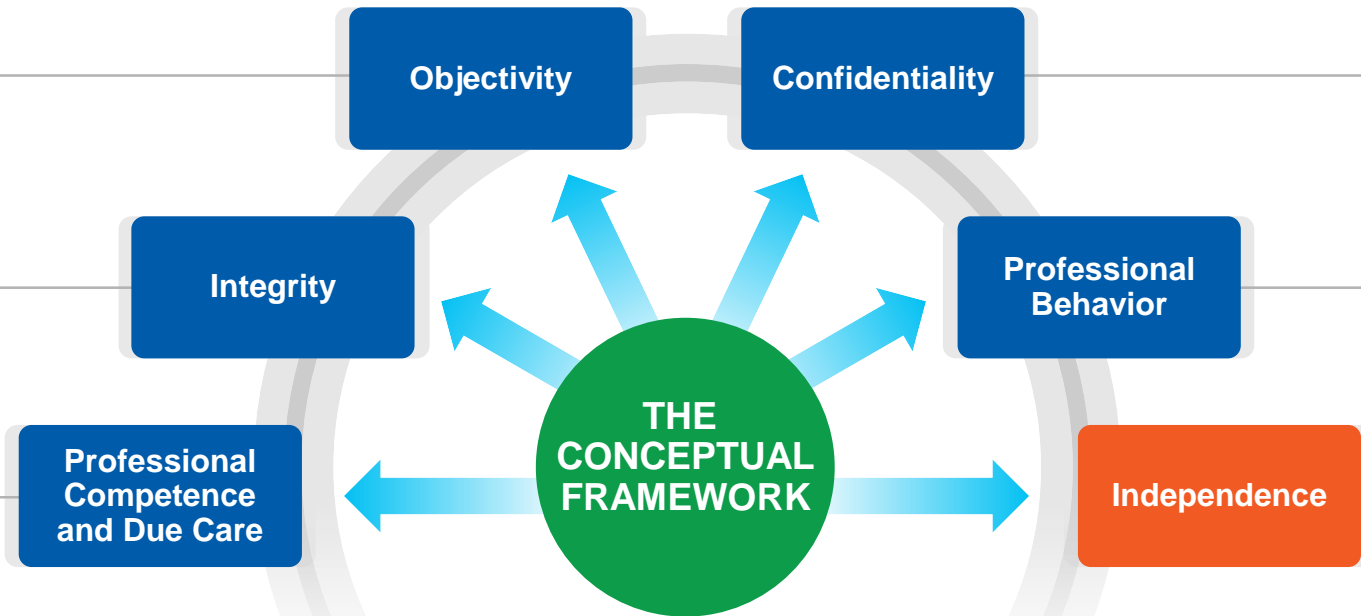 Objectivity
Confidentiality
Integrity
Professional
Behavior
THE
CONCEPTUAL
FRAMEWORK
Professional
Competence
and Due Care
Independence